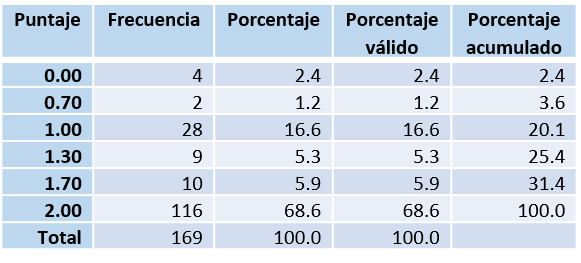 Puntaje Frecuencia Porcentaje Porcentaje válido Porcentaje acumulado
0.00 4 2.4 2.4 2.4
0.70 2 1.2 1.2 3.6
1.00 28 16.6 16.6 20.1
1.30 9 5.3 5.3 25.4
1.70 10 5.9 5.9 31.4
2.00 116 68.6 68.6 100.0
Total 169 100.0 100.0